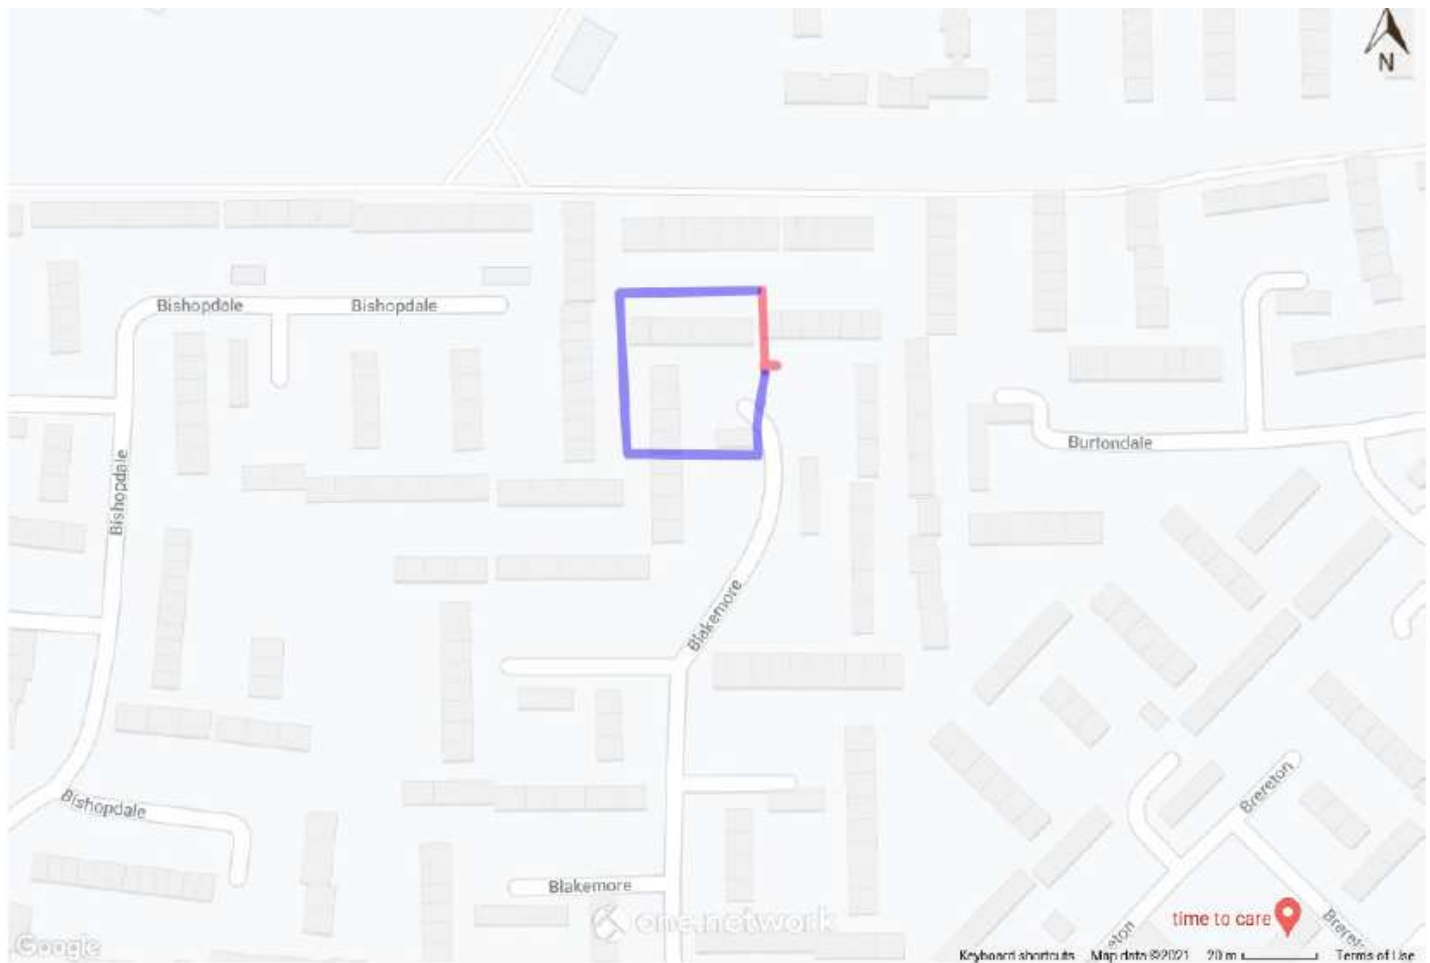 N
Bishopdale
Bishopdale
Burtondale
Bishopdale
Blakemore
Brereton
Bishopdale
Blakemore
one.network
time to care
Google
Keyboard shortcuts
Map data ©2021
20 m
Terms of Use